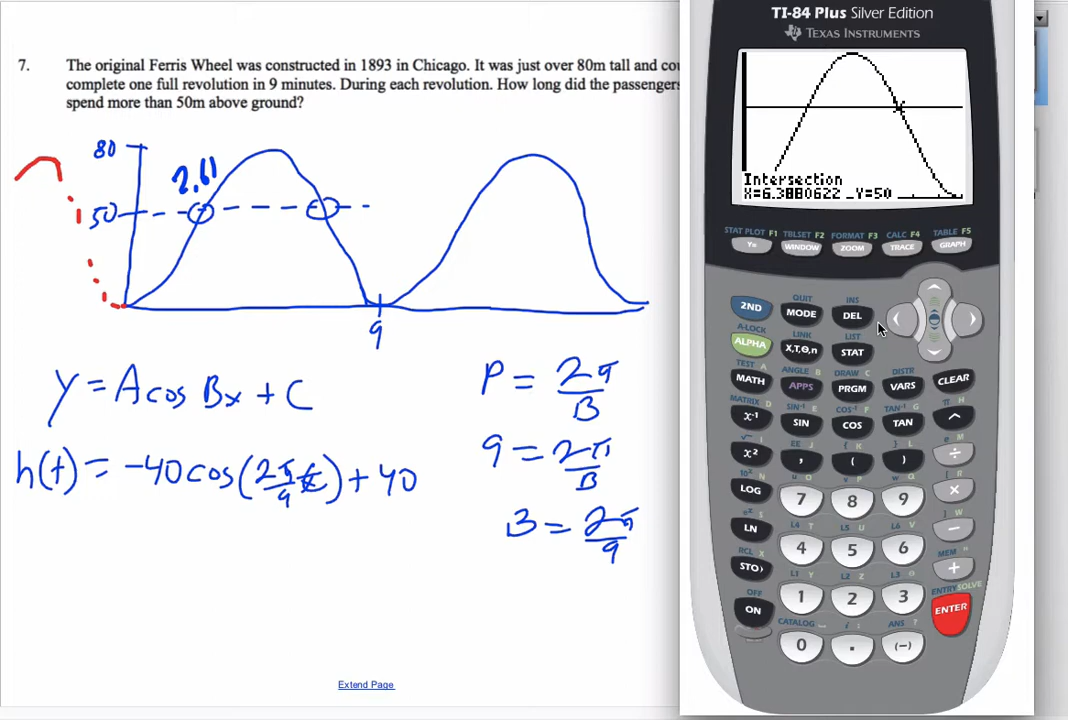 7. The original Ferris Wheel was constructed in 1893 in Chicago. It was just over 80m tall and cou
complete one full revolution in 9 minutes. During each revolution. How long did the passengers
spend more than 50m above ground?
80
2.61
50
9
y = A cos Bx + C
h(t) = -40 cos(2π/9 t) + 40
P = 2π/B
9 = 2π/B
B = 2π/9
Extend Page
TI-84 Plus Silver Edition
TEXAS INSTRUMENTS
Intersection
X=6.3880622 Y=50
STAT PLOT F1 TBLSET F2 FORMAT F3 CALC F4 TABLE F5
Y= WINDOW ZOOM TRACE GRAPH
QUIT INS
2ND MODE DEL
A-LOCK LINK LIST
ALPHA X,T,Θ,n STAT
TEST A ANGLE B DRAW C DISTR
MATH APPS PRGM VARS CLEAR
MATRIX D SIN⁻¹ E COS⁻¹ F TAN⁻¹ G π H
x⁻¹ SIN COS TAN ^
√ I EE J { K } L e M
x² , ( ) ÷
10ˣ N u O v P w Q [ R
LOG 7 8 9 ×
eˣ S L4 T L5 U L6 V ] W
LN 4 5 6 −
RCL X L1 Y L2 Z L3 θ MEM "
STO› 1 2 3 +
OFF CATALOG i : ANS ? ENTRY SOLVE
ON 0 . (−) ENTER